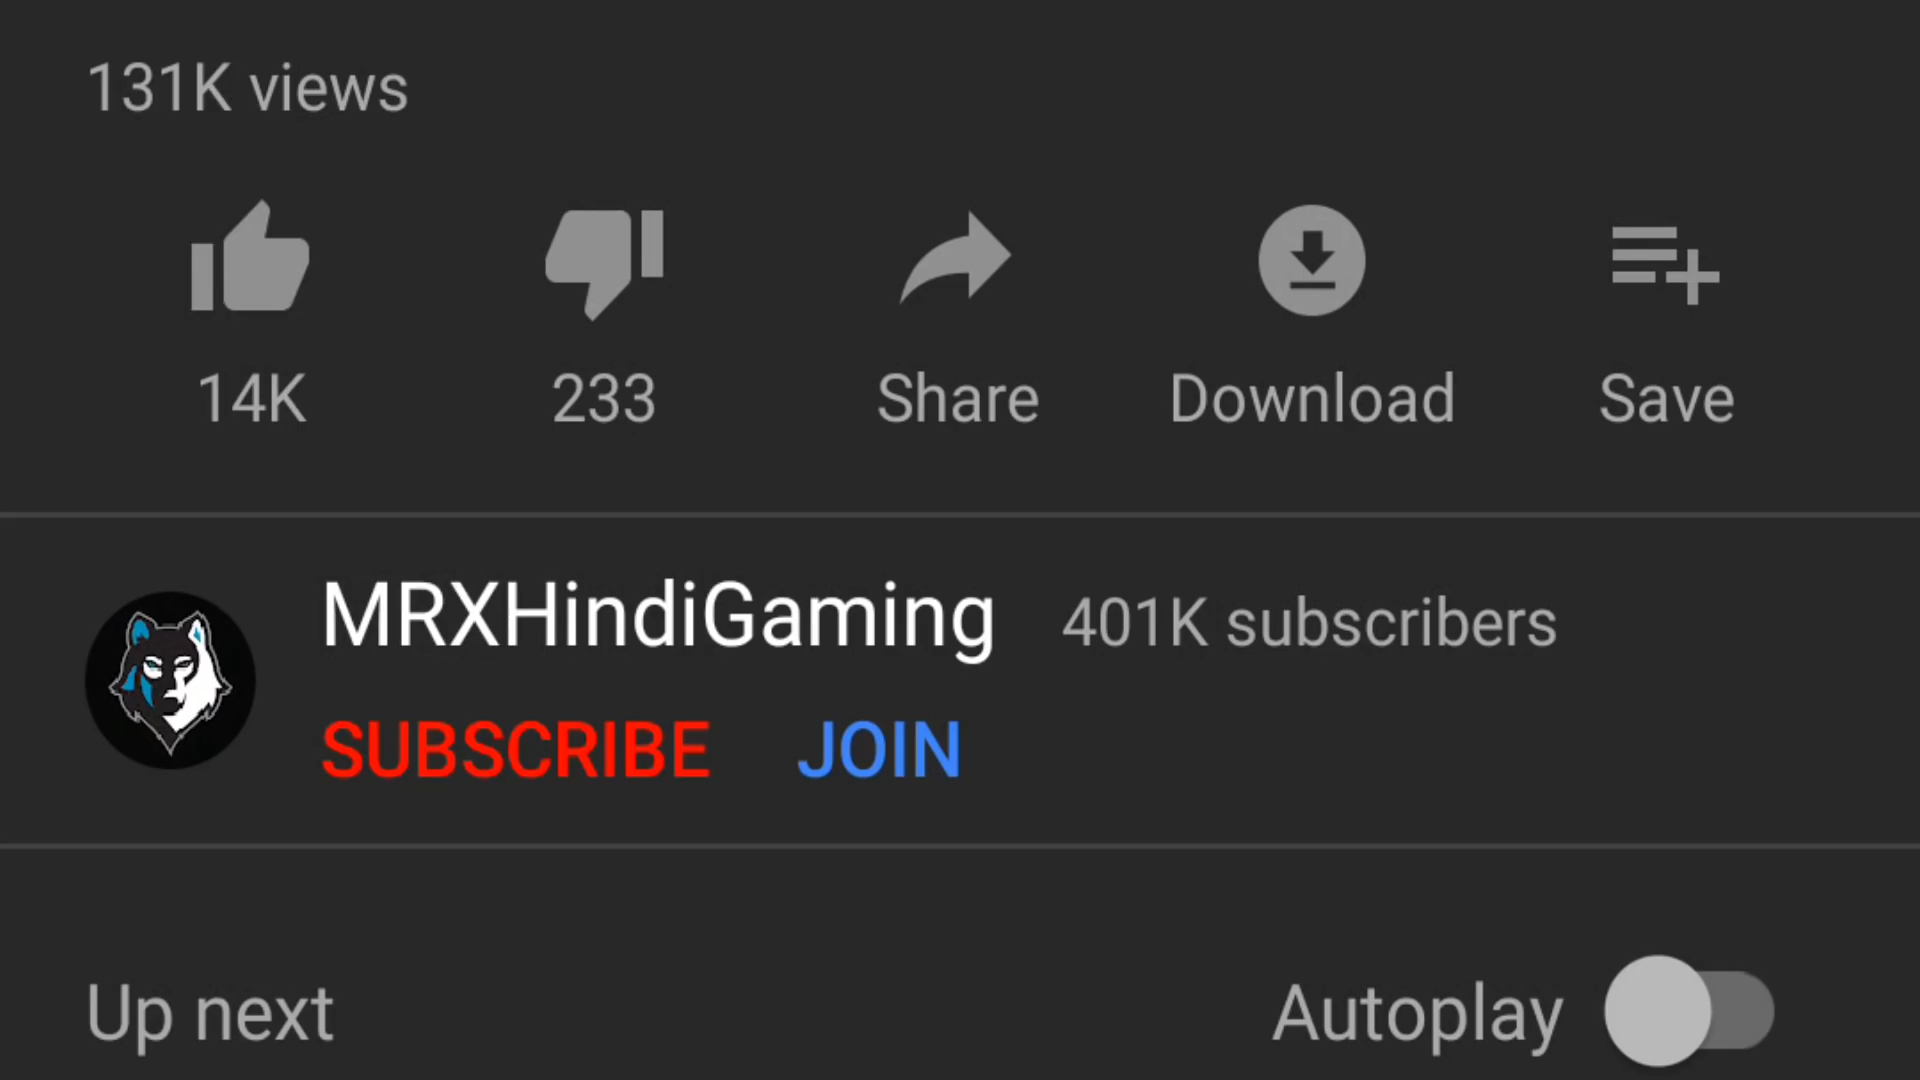 131K views
14K 233 Share Download Save
MRXHindiGaming 401K subscribers
SUBSCRIBE JOIN
Up next Autoplay